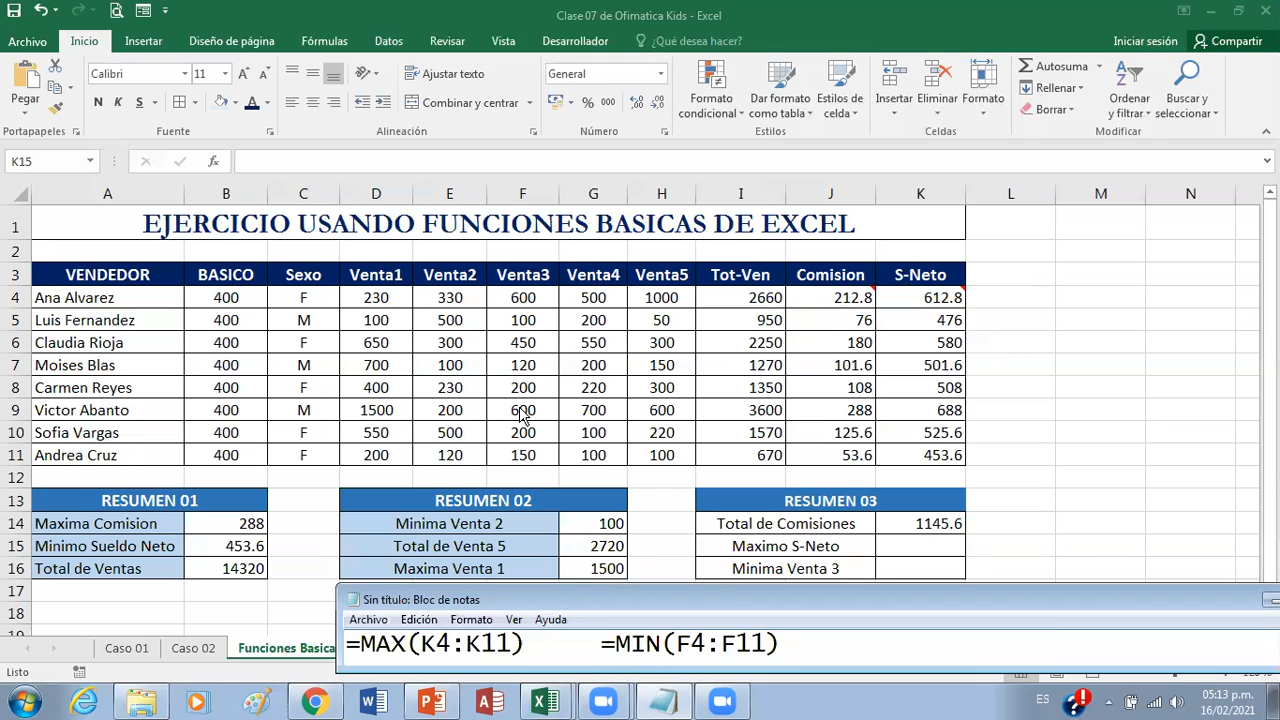 Clase 07 de Ofimatica Kids - Excel
Archivo Inicio Insertar Diseño de página Fórmulas Datos Revisar Vista Desarrollador ¿Qué desea hacer? Iniciar sesión Compartir
Pegar
Calibri 11
N K S
Ajustar texto
Combinar y centrar
General
% 000
Formato condicional
Dar formato como tabla
Estilos de celda
Insertar Eliminar Formato
Autosuma
Rellenar
Borrar
Ordenar y filtrar
Buscar y seleccionar
Portapapeles Fuente Alineación Número Estilos Celdas Modificar
K15 fx
A B C D E F G H I J K L M N
1 EJERCICIO USANDO FUNCIONES BASICAS DE EXCEL
2
3 VENDEDOR BASICO Sexo Venta1 Venta2 Venta3 Venta4 Venta5 Tot-Ven Comision S-Neto
4 Ana Alvarez 400 F 230 330 600 500 1000 2660 212.8 612.8
5 Luis Fernandez 400 M 100 500 100 200 50 950 76 476
6 Claudia Rioja 400 F 650 300 450 550 300 2250 180 580
7 Moises Blas 400 M 700 100 120 200 150 1270 101.6 501.6
8 Carmen Reyes 400 F 400 230 200 220 300 1350 108 508
9 Victor Abanto 400 M 1500 200 600 700 600 3600 288 688
10 Sofia Vargas 400 F 550 500 200 100 220 1570 125.6 525.6
11 Andrea Cruz 400 F 200 120 150 100 100 670 53.6 453.6
12
13 RESUMEN 01 RESUMEN 02 RESUMEN 03
14 Maxima Comision 288 Minima Venta 2 100 Total de Comisiones 1145.6
15 Minimo Sueldo Neto 453.6 Total de Venta 5 2720 Maximo S-Neto
16 Total de Ventas 14320 Maxima Venta 1 1500 Minima Venta 3
17
18
Sin título: Bloc de notas
Archivo Edición Formato Ver Ayuda
=MAX(K4:K11) =MIN(F4:F11)
Caso 01 Caso 02 Funciones Basica
Listo
ES
05:13 p.m.
16/02/2021